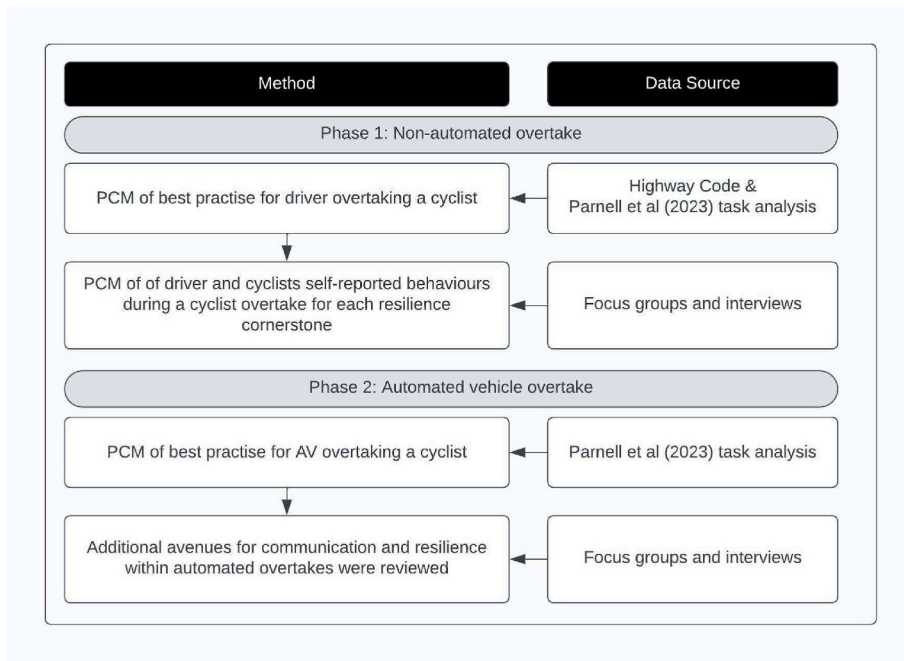 Method
Data Source
Phase 1: Non-automated overtake
PCM of best practise for driver overtaking a cyclist
Highway Code &
Parnell et al (2023) task analysis
PCM of of driver and cyclists self-reported behaviours
during a cyclist overtake for each resilience
cornerstone
Focus groups and interviews
Phase 2: Automated vehicle overtake
PCM of best practise for AV overtaking a cyclist
Parnell et al (2023) task analysis
Additional avenues for communication and resilience
within automated overtakes were reviewed
Focus groups and interviews